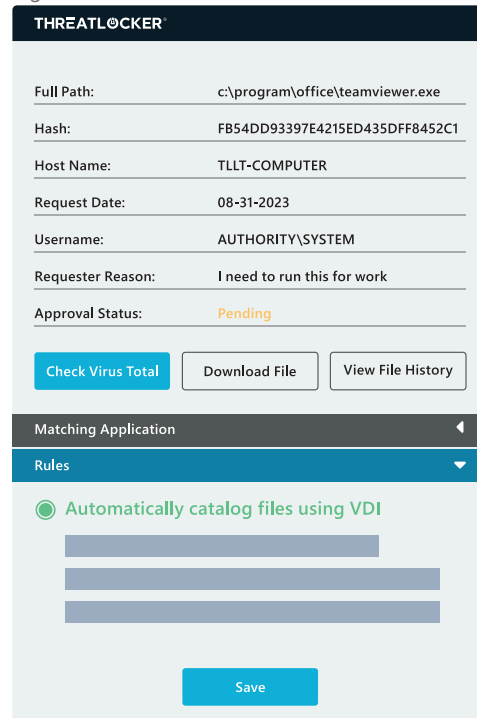 THREATLOCKER
Full Path: c:\program\office\teamviewer.exe
Hash: FB54DD93397E4215ED435DFF8452C1
Host Name: TLLT-COMPUTER
Request Date: 08-31-2023
Username: AUTHORITY\SYSTEM
Requester Reason: I need to run this for work
Approval Status: Pending
Check Virus Total Download File View File History
Matching Application
Rules
Automatically catalog files using VDI
Save